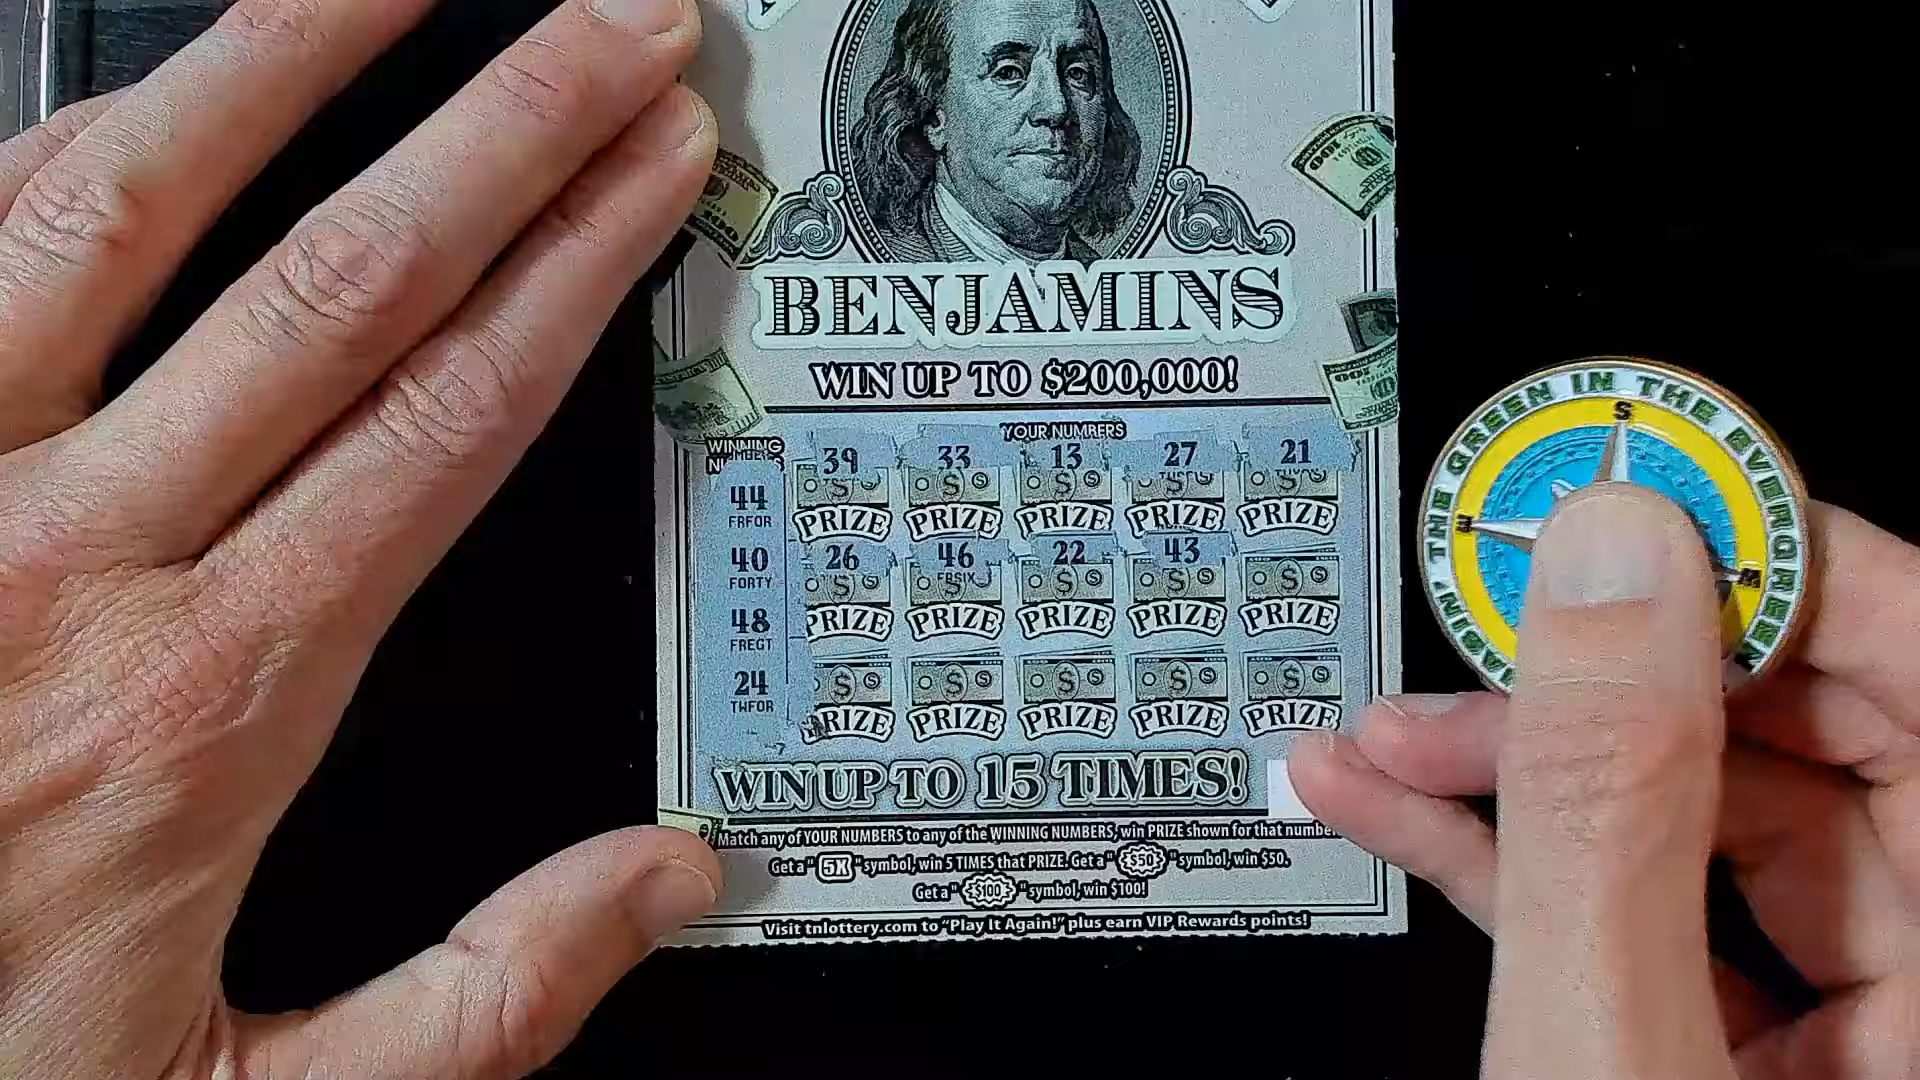 BENJAMINS
WIN UP TO $200,000!
WINNING NUMBERS
YOUR NUMBERS
39 33 13 27 21
44
FRFOR
PRIZE PRIZE PRIZE PRIZE PRIZE
40
FORTY
26 46 22 43
48
FREGT
PRIZE PRIZE PRIZE PRIZE PRIZE
24
TWFOR
PRIZE PRIZE PRIZE PRIZE
WIN UP TO 15 TIMES!
Match any of YOUR NUMBERS to any of the WINNING NUMBERS, win PRIZE shown for that
Get a "5X" symbol, win 5 TIMES that PRIZE. Get a "$50" symbol, win $50.
Get a "$100" symbol, win $100!
Visit tnlottery.com to "Play It Again!" plus earn VIP Rewards points!
THE GREEN IN THE EVERGREEN
S